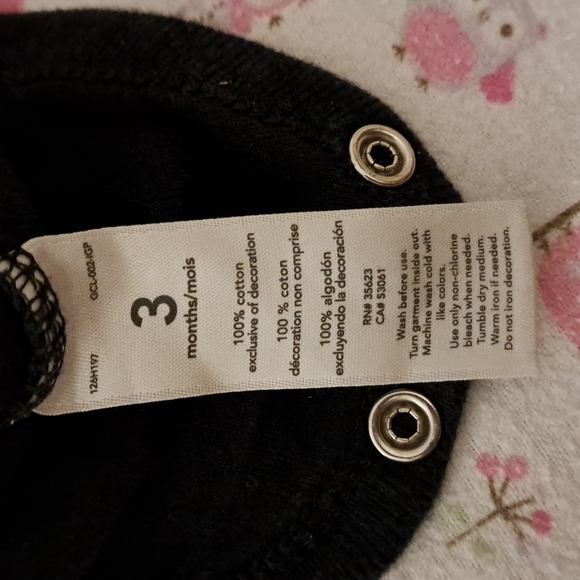 126H197 GCL-002-IGP
3
months/mois
100% cotton
exclusive of decoration
100 % coton
décoration non comprise
100% algodón
excluyendo la decoración
RN# 35623
CA# 53061
Wash before use.
Turn garment inside out.
Machine wash cold with
like colors.
Use only non-chlorine
bleach when needed.
Tumble dry medium.
Warm iron if needed.
Do not iron decoration.